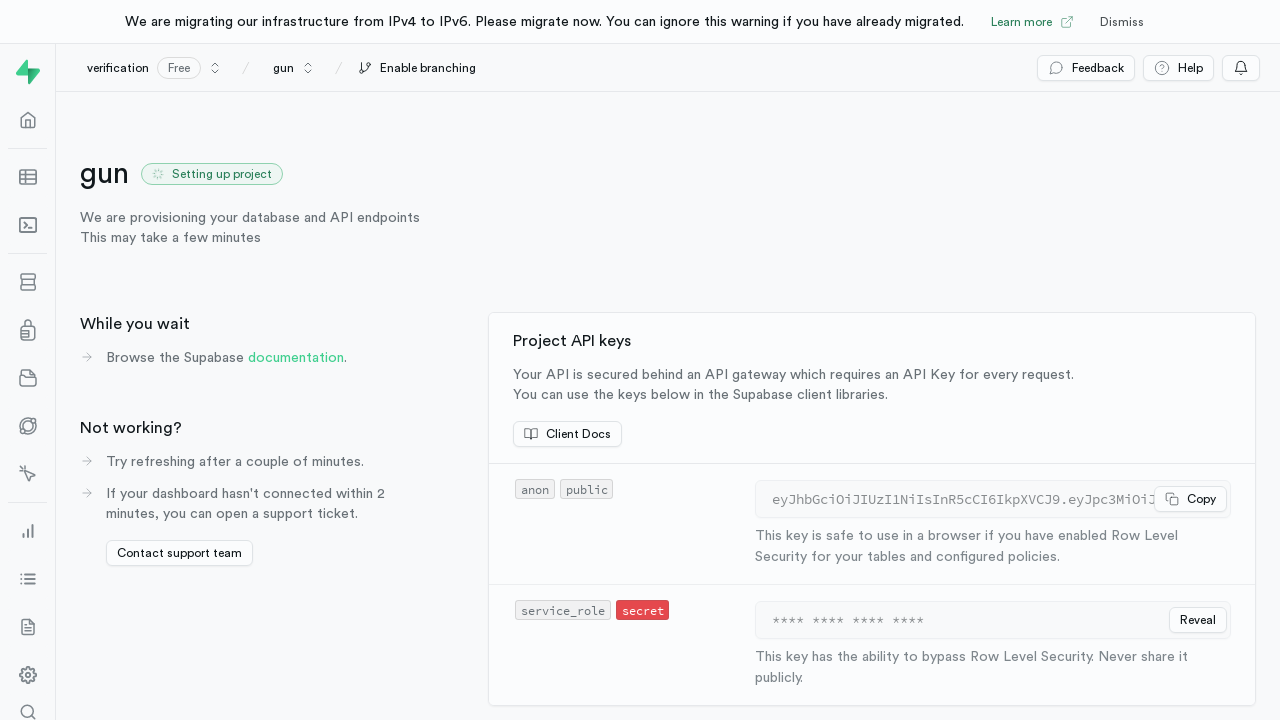 We are migrating our infrastructure from IPv4 to IPv6. Please migrate now. You can ignore this warning if you have already migrated.
Learn more
Dismiss
verification
Free
/
gun
/
Enable branching
Feedback
Help
gun
Setting up project
We are provisioning your database and API endpoints
This may take a few minutes
While you wait
Browse the Supabase documentation.
Not working?
Try refreshing after a couple of minutes.
If your dashboard hasn't connected within 2
minutes, you can open a support ticket.
Contact support team
Project API keys
Your API is secured behind an API gateway which requires an API Key for every request.
You can use the keys below in the Supabase client libraries.
Client Docs
anon public
eyJhbGciOiJIUzI1NiIsInR5cCI6IkpXVCJ9.eyJpc3MiOiJ
Copy
This key is safe to use in a browser if you have enabled Row Level
Security for your tables and configured policies.
service_role secret
**** **** **** ****
Reveal
This key has the ability to bypass Row Level Security. Never share it
publicly.